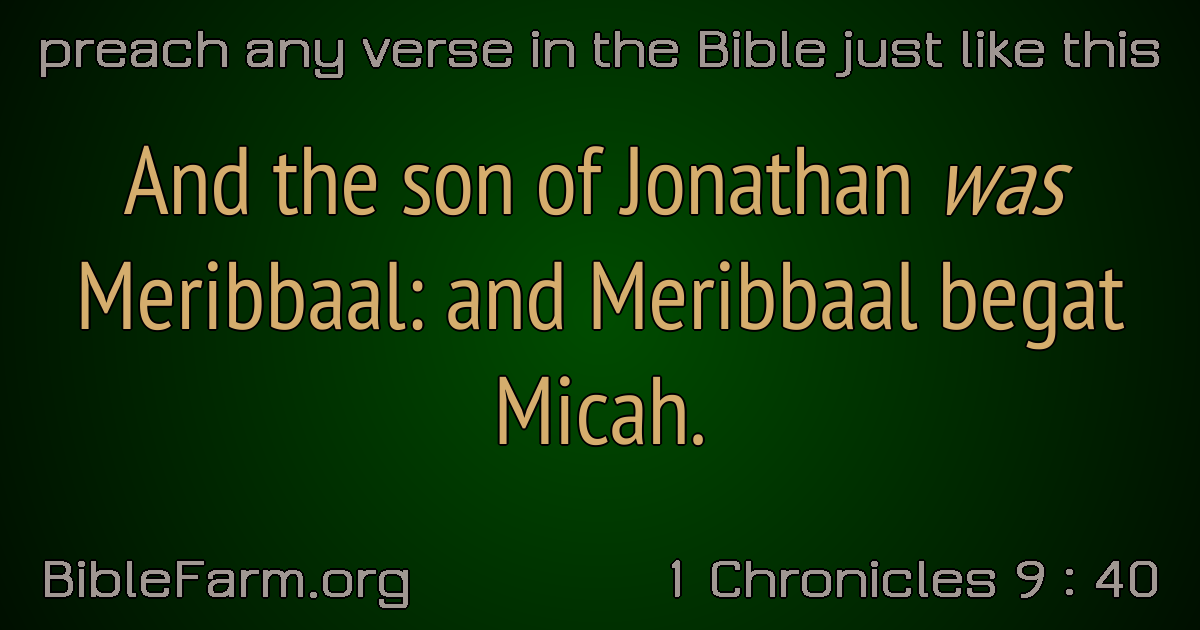 preach any verse in the Bible just like this
And the son of Jonathan was
Meribbaal: and Meribbaal begat
Micah.
BibleFarm.org
1 Chronicles 9 : 40